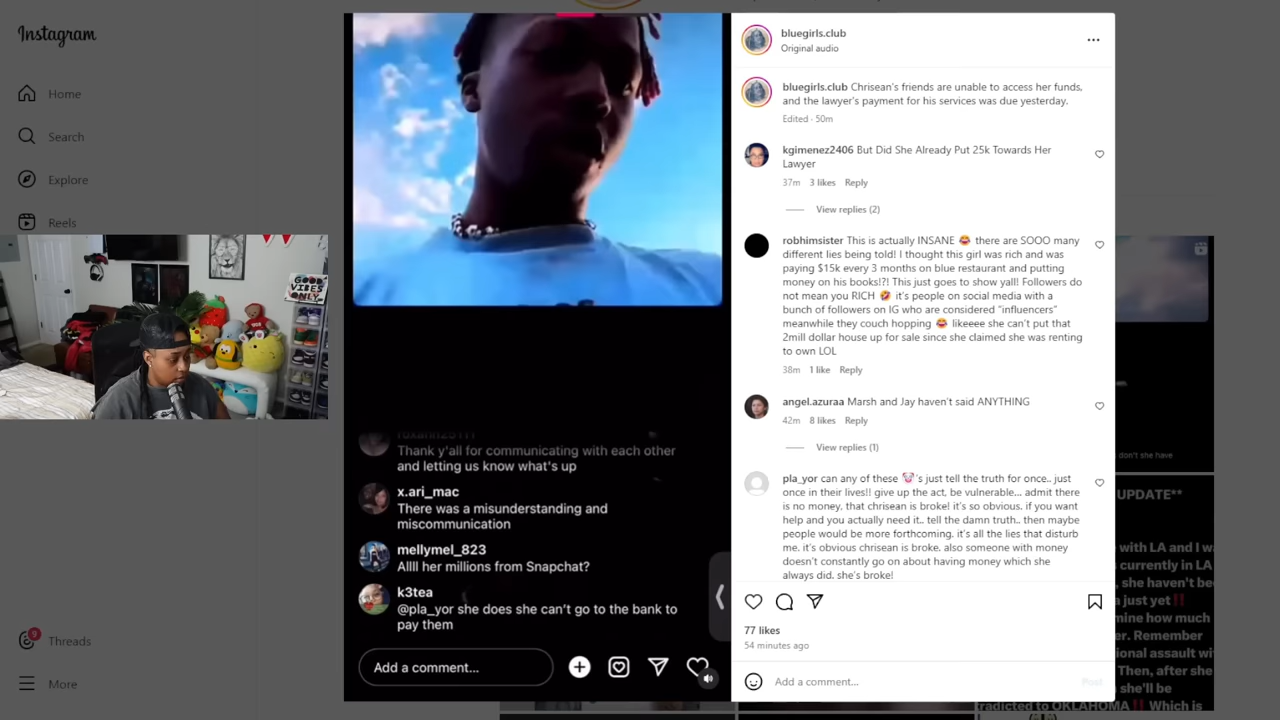 Instagram
Home
Search
Explore
Reels
GOOD
VIBES
ONLY
9
Threads
More
Thank y'all for communicating with each other
and letting us know what's up
x.ari_mac
There was a misunderstanding and
miscommunication
mellymel_823
Allll her millions from Snapchat?
k3tea
@pla_yor she does she can't go to the bank to
pay them
Add a comment...
bluegirls.club
Original audio
bluegirls.club Chrisean's friends are unable to access her funds,
and the lawyer's payment for his services was due yesterday.
Edited · 50m
kgimenez2406 But Did She Already Put 25k Towards Her
Lawyer
37m 3 likes Reply
View replies (2)
robhimsister This is actually INSANE 😂 there are SOOO many
different lies being told! I thought this girl was rich and was
paying $15k every 3 months on blue restaurant and putting
money on his books!?! This just goes to show yall! Followers do
not mean you RICH 🤣 it's people on social media with a
bunch of followers on IG who are considered "influencers"
meanwhile they couch hopping 😂 likeeee she can't put that
2mill dollar house up for sale since she claimed she was renting
to own LOL
38m 1 like Reply
angel.azuraa Marsh and Jay haven't said ANYTHING
42m 8 likes Reply
View replies (1)
pla_yor can any of these 🤡's just tell the truth for once.. just
once in their lives!! give up the act, be vulnerable... admit there
is no money, that chrisean is broke! it's so obvious. if you want
help and you actually need it.. tell the damn truth.. then maybe
people would be more forthcoming. it's all the lies that disturb
me. it's obvious chrisean is broke. also someone with money
doesn't constantly go on about having money which she
always did. she's broke!
77 likes
54 minutes ago
Add a comment...
Post
don't she have
UPDATE**
with LA and I
currently in LA
she haven't
just yet‼️
mine how much
Remember
assault
Then, after she
she'll be
to OKLAHOMA‼️ Which is